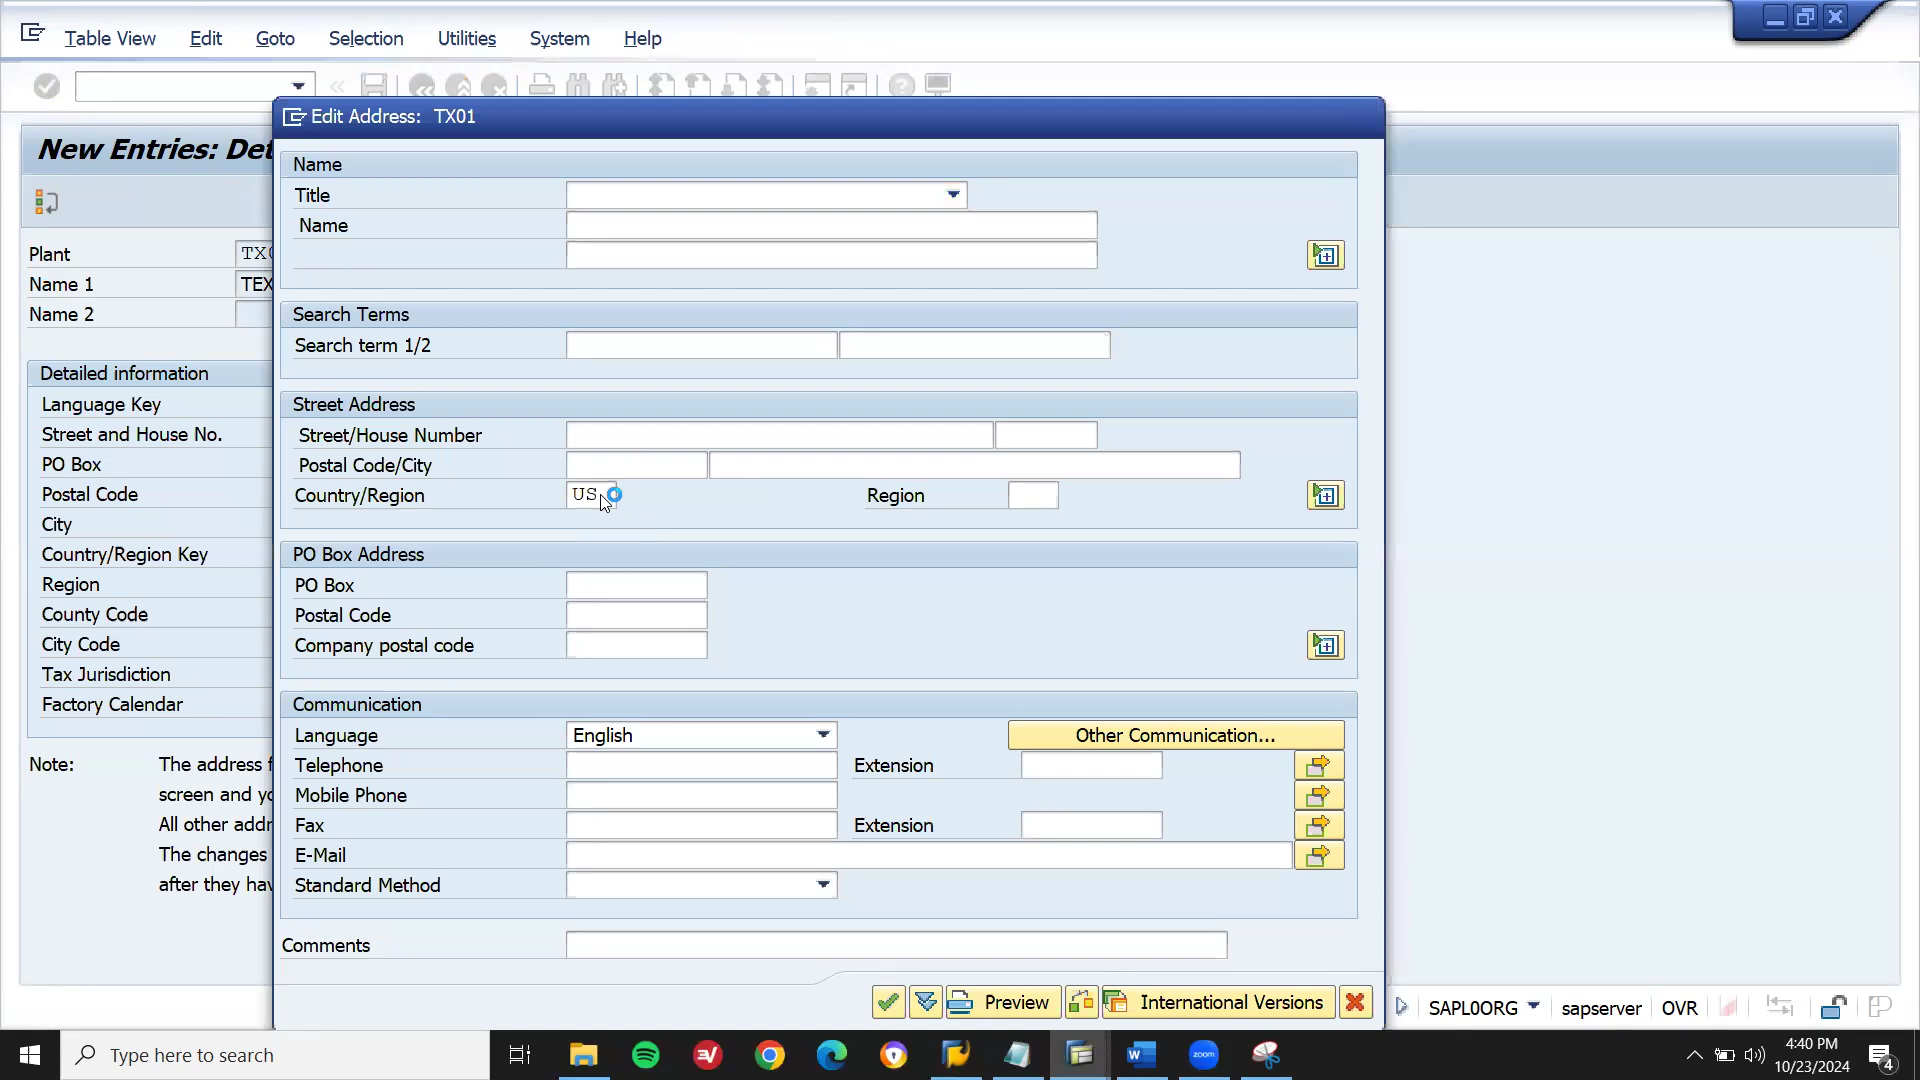 Table View Edit Goto Selection Utilities System Help
Edit Address: TX01
New Entries: Det
Name
Title
Name
Plant TX0
Name 1 TEX
Name 2
Search Terms
Search term 1/2
Detailed information
Language Key
Street and House No.
PO Box
Postal Code
City
Country/Region Key
Region
County Code
City Code
Tax Jurisdiction
Factory Calendar
Street Address
Street/House Number
Postal Code/City
Country/Region US Region
PO Box Address
PO Box
Postal Code
Company postal code
Communication
Language English Other Communication...
Telephone Extension
Mobile Phone
Fax Extension
E-Mail
Standard Method
Comments
Note: The address f
screen and yo
All other addr
The changes
after they hav
Preview International Versions
SAPL0ORG sapserver OVR
Type here to search
zoom
4:40 PM
10/23/2024
4